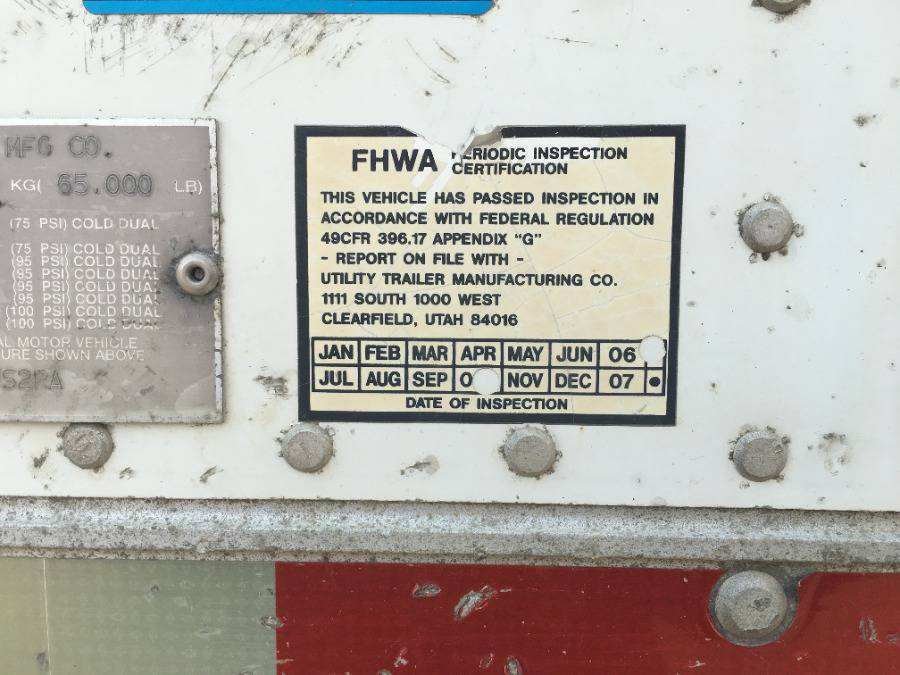 MFG CO.
KG( 65.000 LB)
(75 PSI) COLD DUAL
(75 PSI) COLD DUAL
(95 PSI) COLD DUAL
(95 PSI) COLD DUAL
(95 PSI) COLD DUAL
(95 PSI) COLD DUAL
(100 PSI) COLD DUAL
(100 PSI) COLD DUAL
MOTOR VEHICLE
SHOWN ABOVE
FHWA PERIODIC INSPECTION
CERTIFICATION
THIS VEHICLE HAS PASSED INSPECTION IN
ACCORDANCE WITH FEDERAL REGULATION
49CFR 396.17 APPENDIX “G”
- REPORT ON FILE WITH -
UTILITY TRAILER MANUFACTURING CO.
1111 SOUTH 1000 WEST
CLEARFIELD, UTAH 84016
JAN FEB MAR APR MAY JUN 06
JUL AUG SEP NOV DEC 07
DATE OF INSPECTION